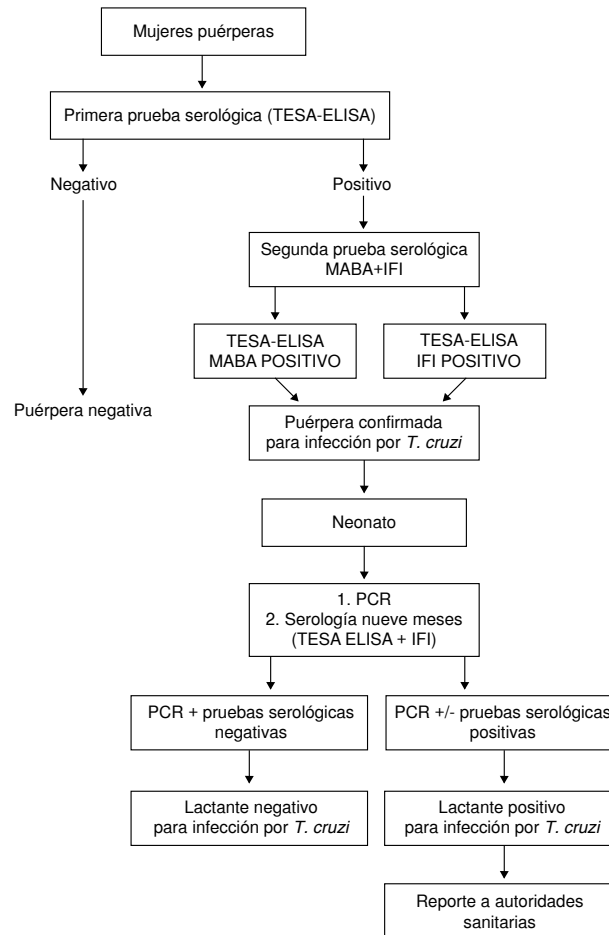 Mujeres puérperas
Primera prueba serológica (TESA-ELISA)
Negativo
Positivo
Segunda prueba serológica
MABA+IFI
TESA-ELISA
MABA POSITIVO
TESA-ELISA
IFI POSITIVO
Puérpera negativa
Puérpera confirmada
para infección por T. cruzi
Neonato
1. PCR
2. Serología nueve meses
(TESA ELISA + IFI)
PCR + pruebas serológicas
negativas
PCR +/- pruebas serológicas
positivas
Lactante negativo
para infección por T. cruzi
Lactante positivo
para infección por T. cruzi
Reporte a autoridades
sanitarias